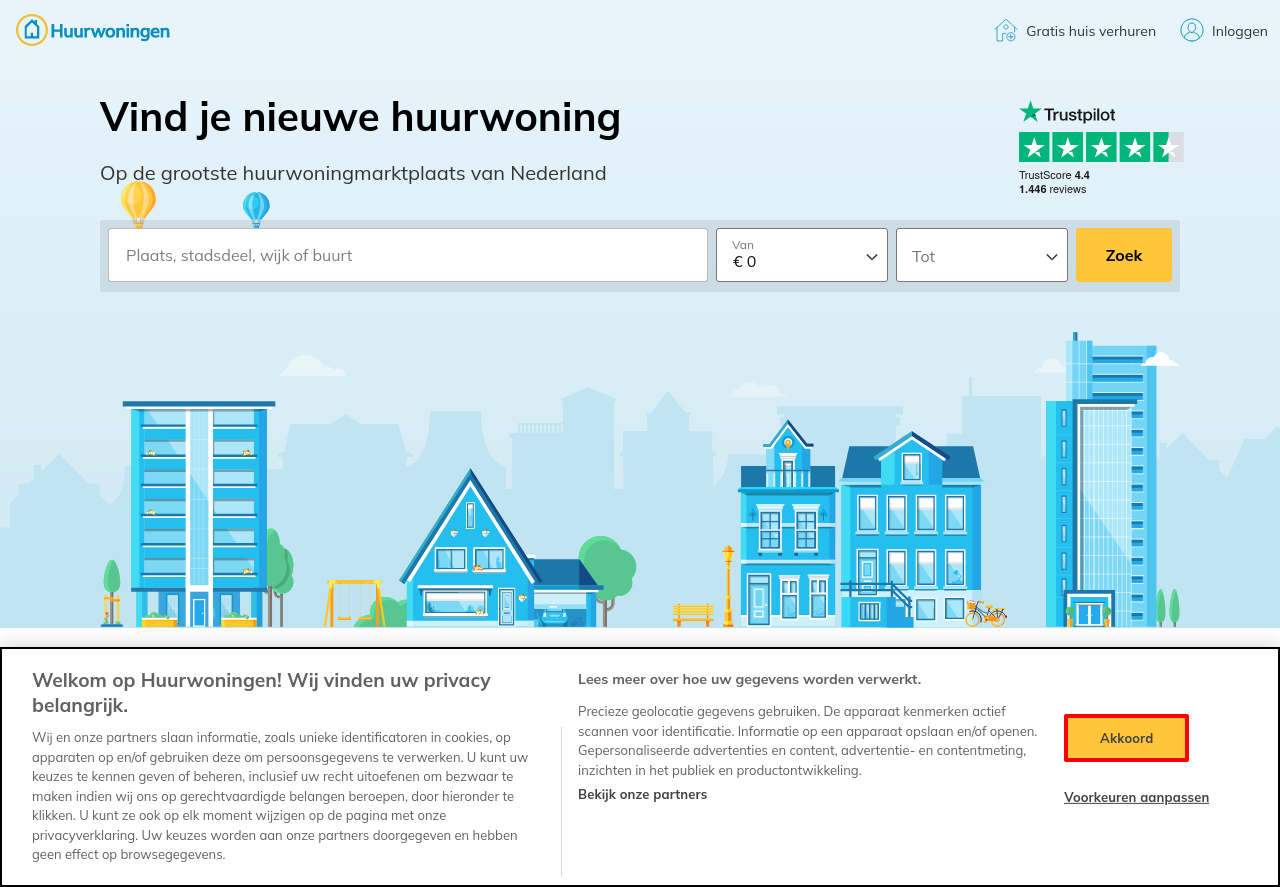 Huurwoningen
Gratis huis verhuren
Inloggen
Vind je nieuwe huurwoning
Op de grootste huurwoningmarktplaats van Nederland
Trustpilot
TrustScore 4.4
1.446 reviews
Plaats, stadsdeel, wijk of buurt
Van
€ 0
Tot
Zoek
Welkom op Huurwoningen! Wij vinden uw privacy
belangrijk.
Wij en onze partners slaan informatie, zoals unieke identificatoren in cookies, op
apparaten op en/of gebruiken deze om persoonsgegevens te verwerken. U kunt uw
keuzes te kennen geven of beheren, inclusief uw recht uitoefenen om bezwaar te
maken indien wij ons op gerechtvaardigde belangen beroepen, door hieronder te
klikken. U kunt ze ook op elk moment wijzigen op de pagina met onze
privacyverklaring. Uw keuzes worden aan onze partners doorgegeven en hebben
geen effect op browsegegevens.
Lees meer over hoe uw gegevens worden verwerkt.
Precieze geolocatie gegevens gebruiken. De apparaat kenmerken actief
scannen voor identificatie. Informatie op een apparaat opslaan en/of openen.
Gepersonaliseerde advertenties en content, advertentie- en contentmeting,
inzichten in het publiek en productontwikkeling.
Bekijk onze partners
Akkoord
Voorkeuren aanpassen